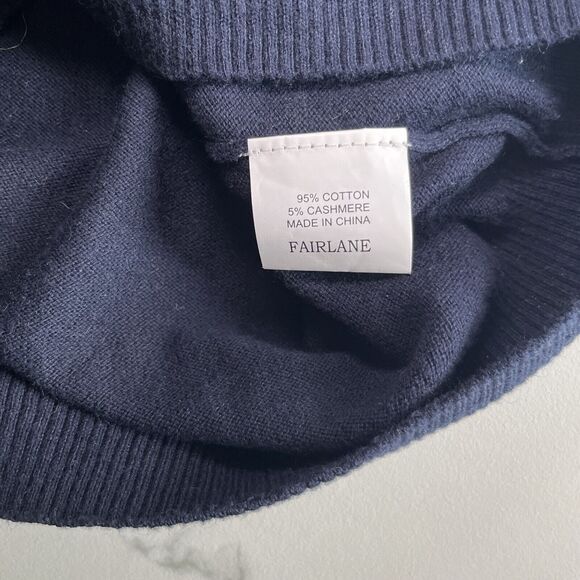 95% COTTON
5% CASHMERE
MADE IN CHINA
FAIRLANE